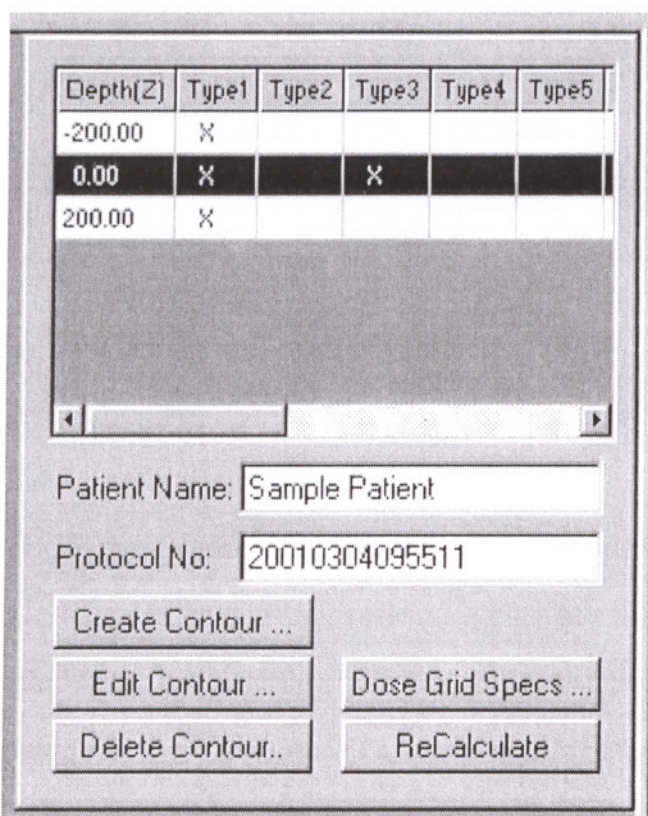 Depth(Z) Type1 Type2 Type3 Type4 Type5
-200.00 X
0.00 X X
200.00 X
Patient Name: Sample Patient
Protocol No: 20010304095511
Create Contour ...
Edit Contour ... Dose Grid Specs ...
Delete Contour.. ReCalculate